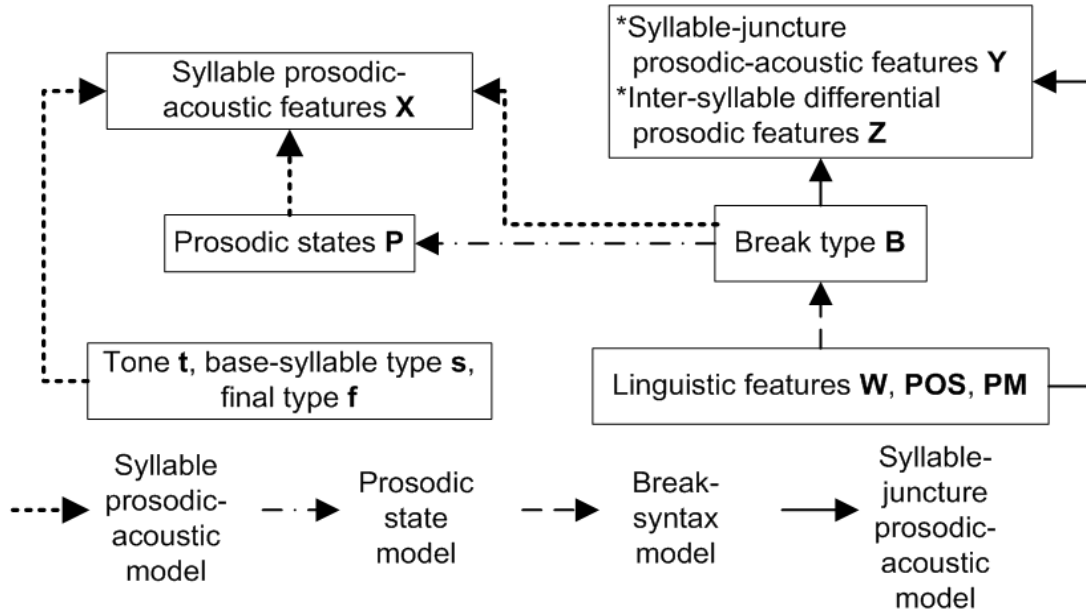 Syllable prosodic-
acoustic features X
*Syllable-juncture
prosodic-acoustic features Y
*Inter-syllable differential
prosodic features Z
Prosodic states P
Break type B
Tone t, base-syllable type s,
final type f
Linguistic features W, POS, PM
Syllable
prosodic-
acoustic
model
Prosodic
state
model
Break-
syntax
model
Syllable-
juncture
prosodic-
acoustic
model